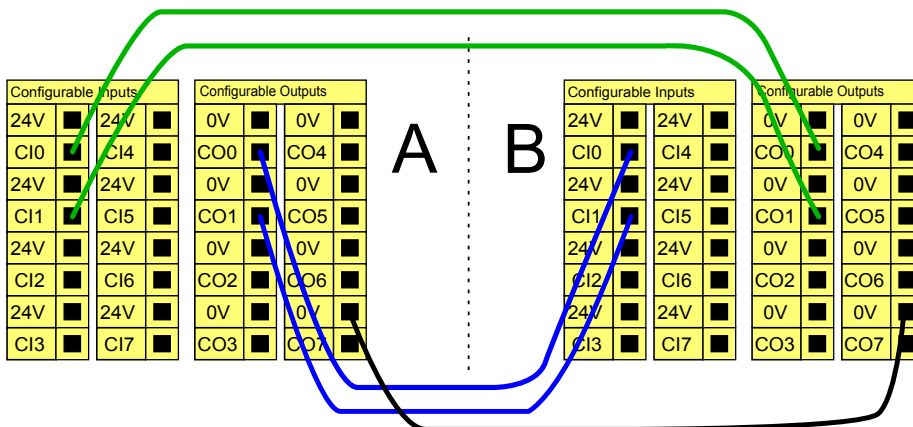 Configurable Inputs
24V 24V
CI0 CI4
24V 24V
CI1 CI5
24V 24V
CI2 CI6
24V 24V
CI3 CI7
Configurable Outputs
0V 0V
CO0 CO4
0V 0V
CO1 CO5
0V 0V
CO2 CO6
0V 0V
CO3 CO7
A
B
Configurable Inputs
24V 24V
CI0 CI4
24V 24V
CI1 CI5
24V 24V
CI2 CI6
24V 24V
CI3 CI7
Configurable Outputs
0V 0V
CO0 CO4
0V 0V
CO1 CO5
0V 0V
CO2 CO6
0V 0V
CO3 CO7